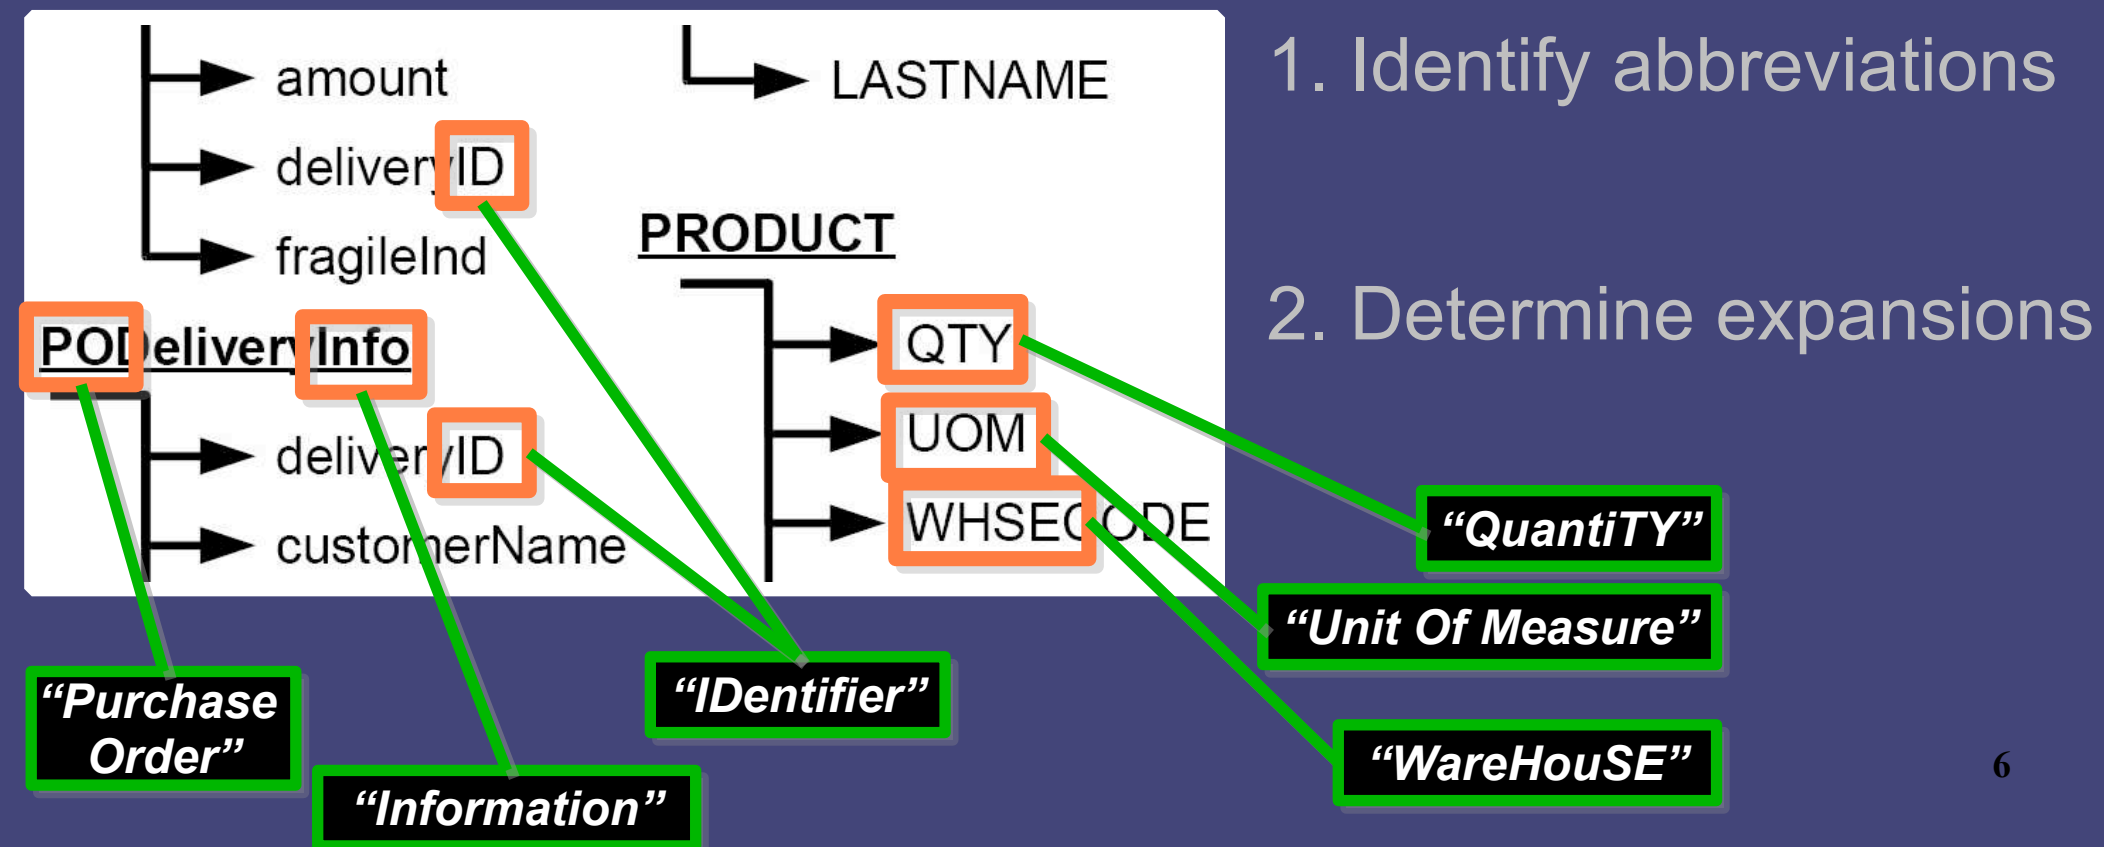 amount
deliveryID
fragileInd
PODeliveryInfo
deliveryID
customerName
LASTNAME
PRODUCT
QTY
UOM
WHSECODE
1. Identify abbreviations
2. Determine expansions
“QuantiTY”
“Unit Of Measure”
“WareHouSE”
“IDentifier”
“Purchase
Order”
“Information”
6